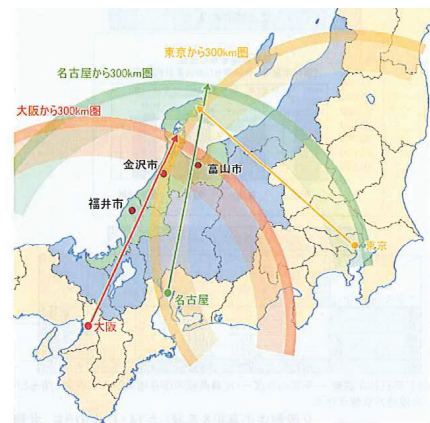 東京から300km圏
名古屋から300km圏
大阪から300km圏
金沢市
富山市
福井市
東京
名古屋
大阪